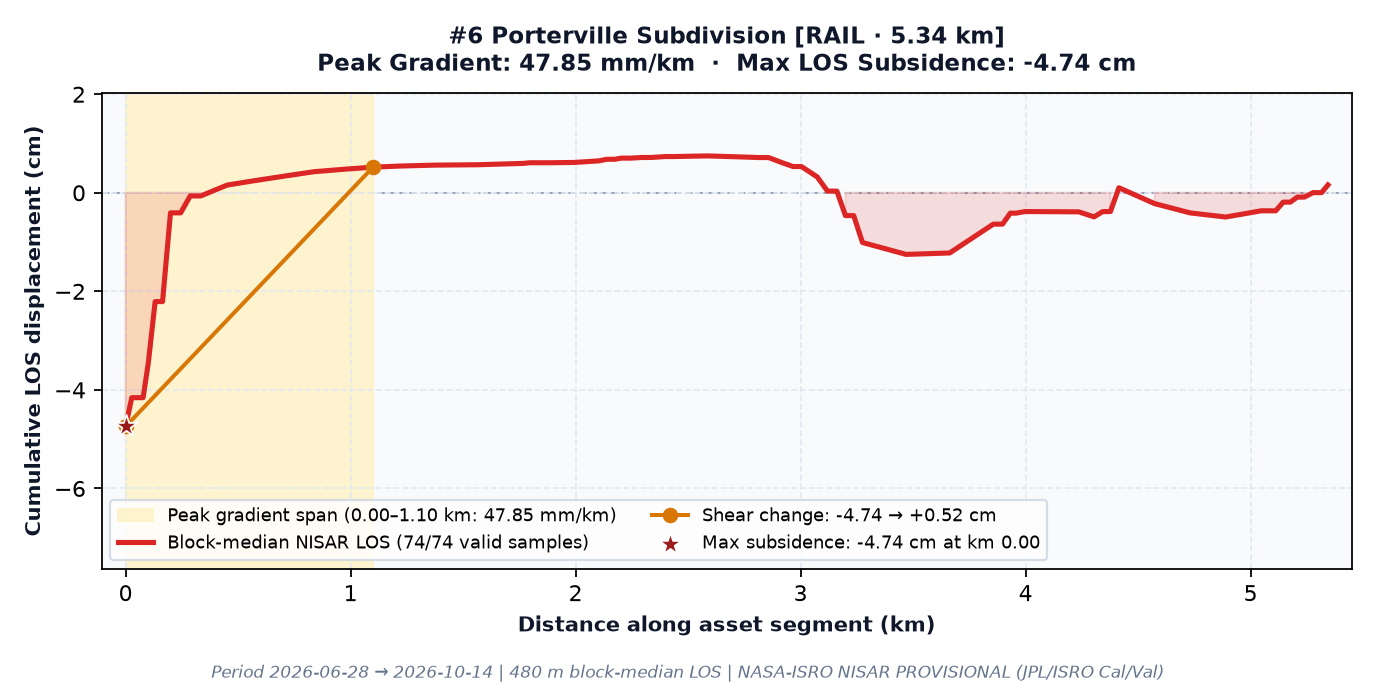 #6 Porterville Subdivision [RAIL · 5.34 km]
Peak Gradient: 47.85 mm/km · Max LOS Subsidence: -4.74 cm
Cumulative LOS displacement (cm)
2
0
−2
−4
−6
Peak gradient span (0.00–1.10 km: 47.85 mm/km)
Block-median NISAR LOS (74/74 valid samples)
Shear change: -4.74 → +0.52 cm
Max subsidence: -4.74 cm at km 0.00
0 1 2 3 4 5
Distance along asset segment (km)
Period 2026-06-28 → 2026-10-14 | 480 m block-median LOS | NASA-ISRO NISAR PROVISIONAL (JPL/ISRO Cal/Val)